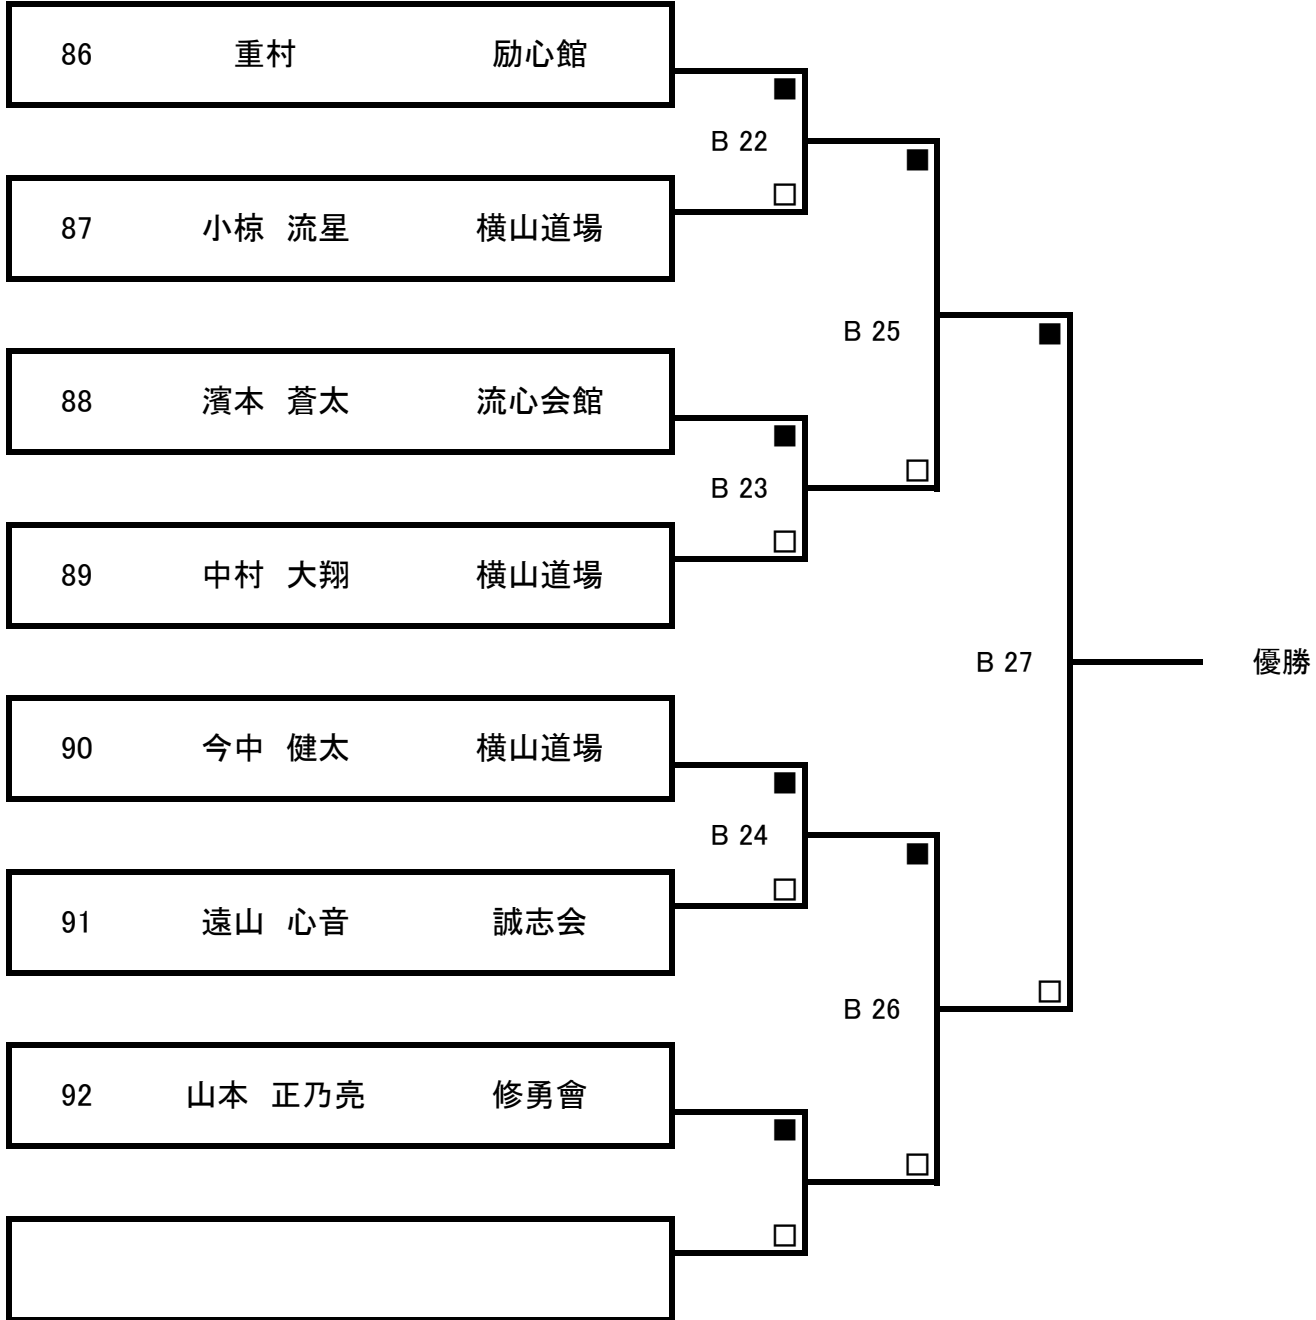 86 重村 励心館
B 22
87 小椋 流星 横山道場
B 25
88 濱本 蒼太 流心会館
B 23
89 中村 大翔 横山道場
B 27 優勝
90 今中 健太 横山道場
B 24
91 遠山 心音 誠志会
B 26
92 山本 正乃亮 修勇會